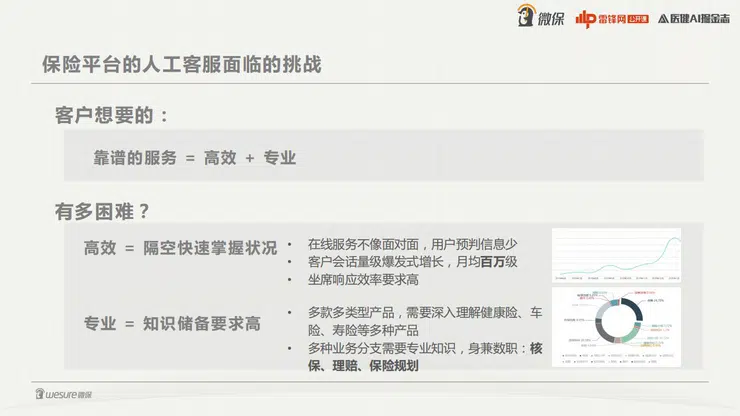 微保
雷锋网 公开课
医健AI掘金志
保险平台的人工客服面临的挑战
客户想要的：
靠谱的服务 = 高效 + 专业
有多困难？
高效 = 隔空快速掌握状况
• 在线服务不像面对面，用户预判信息少
• 客户会话量级爆发式增长，月均百万级
• 坐席响应效率要求高
专业 = 知识储备要求高
• 多款多类型产品，需要深入理解健康险、车
险、寿险等多种产品
• 多种业务分支需要专业知识，身兼数职：核
保、理赔、保险规划
wesure微保